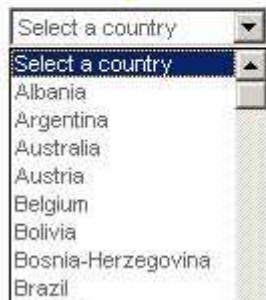 Select a country
Select a country
Albania
Argentina
Australia
Austria
Belgium
Bolivia
Bosnia-Herzegovina
Brazil